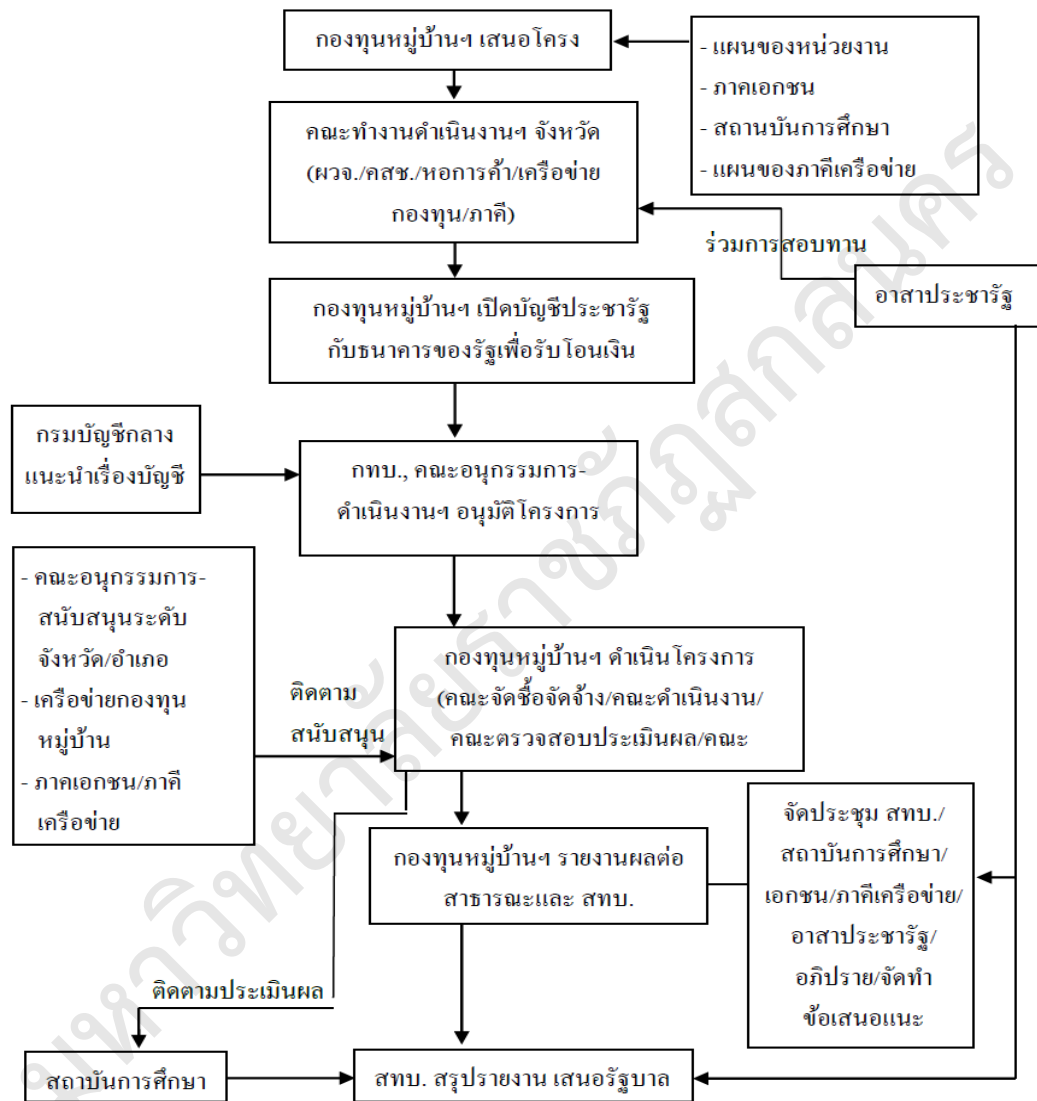 กองทุนหมู่บ้านฯ เสนอโครง
- แผนของหน่วยงาน
- ภาคเอกชน
- สถานบันการศึกษา
- แผนของภาคีเครือข่าย
คณะทำงานดำเนินงานฯ จังหวัด
(ผวจ./คสช./หอการค้า/เครือข่าย
กองทุน/ภาคี)
ร่วมการสอบทาน
อาสาประชารัฐ
กองทุนหมู่บ้านฯ เปิดบัญชีประชารัฐ
กับธนาคารของรัฐเพื่อรับโอนเงิน
กรมบัญชีกลาง
แนะนำเรื่องบัญชี
กทบ., คณะอนุกรรมการ-
ดำเนินงานฯ อนุมัติโครงการ
- คณะอนุกรรมการ-
สนับสนุนระดับ
จังหวัด/อำเภอ
- เครือข่ายกองทุน
หมู่บ้าน
- ภาคเอกชน/ภาคี
เครือข่าย
ติดตาม
สนับสนุน
กองทุนหมู่บ้านฯ ดำเนินโครงการ
(คณะจัดชื้อจัดจ้าง/คณะดำเนินงาน/
คณะตรวจสอบประเมินผล/คณะ
กองทุนหมู่บ้านฯ รายงานผลต่อ
สาธารณะและ สทบ.
จัดประชุม สทบ./
สถาบันการศึกษา/
เอกชน/ภาคีเครือข่าย/
อาสาประชารัฐ/
อภิปราย/จัดทำ
ข้อเสนอแนะ
ติดตามประเมินผล
สถาบันการศึกษา
สทบ. สรุปรายงาน เสนอรัฐบาล
มหาวิทยาลัยราชภัฏสกลนคร